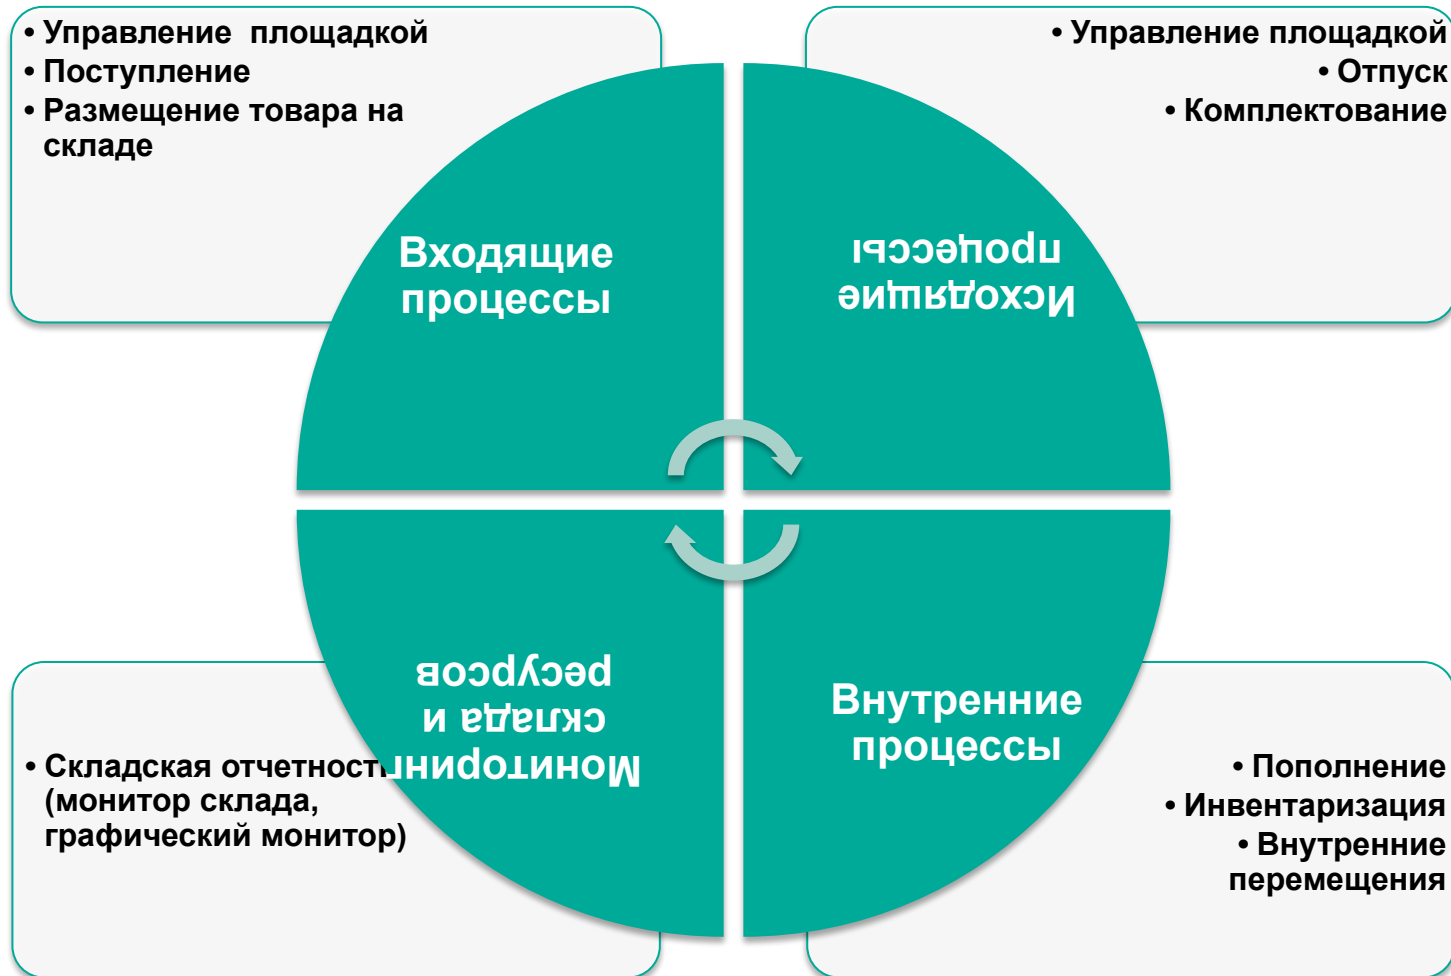 • Управление площадкой
• Поступление
• Размещение товара на
складе
• Управление площадкой
• Отпуск
• Комплектование
Входящие
процессы
Исходящие
процессы
Мониторинг
склада и
ресурсов
Внутренние
процессы
• Складская отчетность
(монитор склада,
графический монитор)
• Пополнение
• Инвентаризация
• Внутренние
перемещения